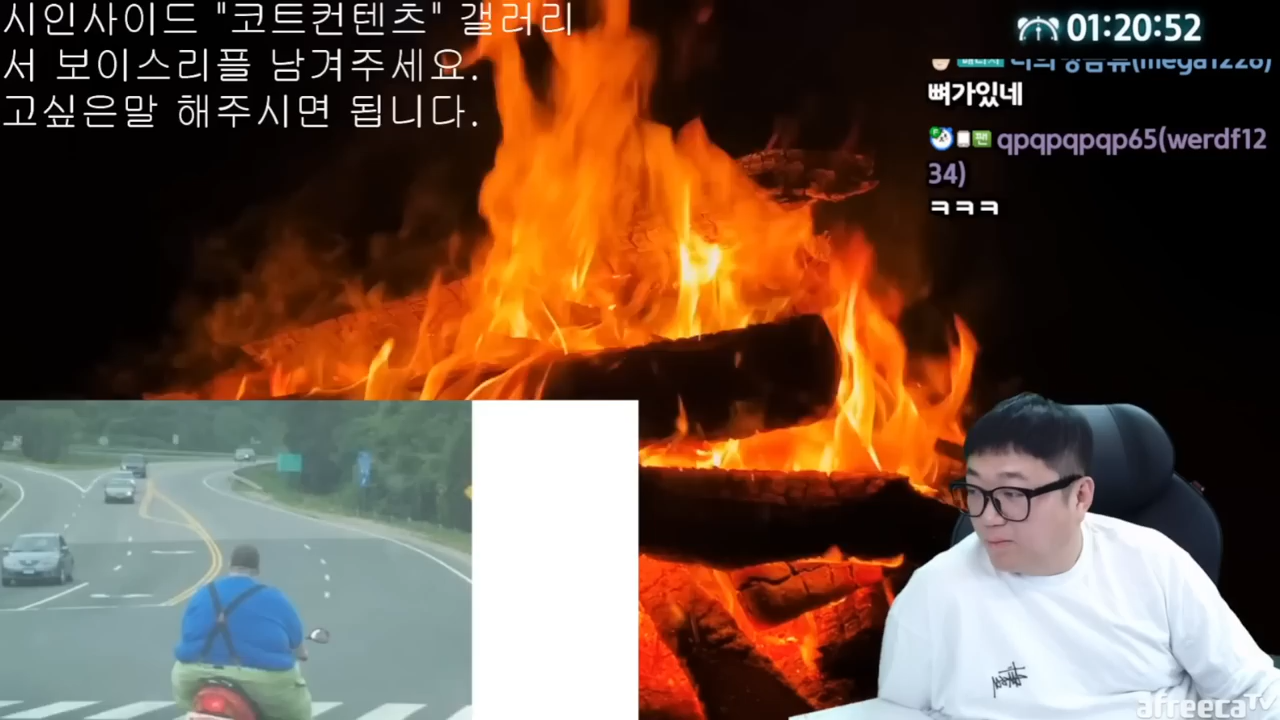 시인사이드 "코트컨텐츠" 갤러리
서 보이스리플 남겨주세요.
고싶은말 해주시면 됩니다.
01:20:52
뼈가있네
팬 qpqpqpqp65(werdf12
34)
ㅋㅋㅋ
afreecaTV